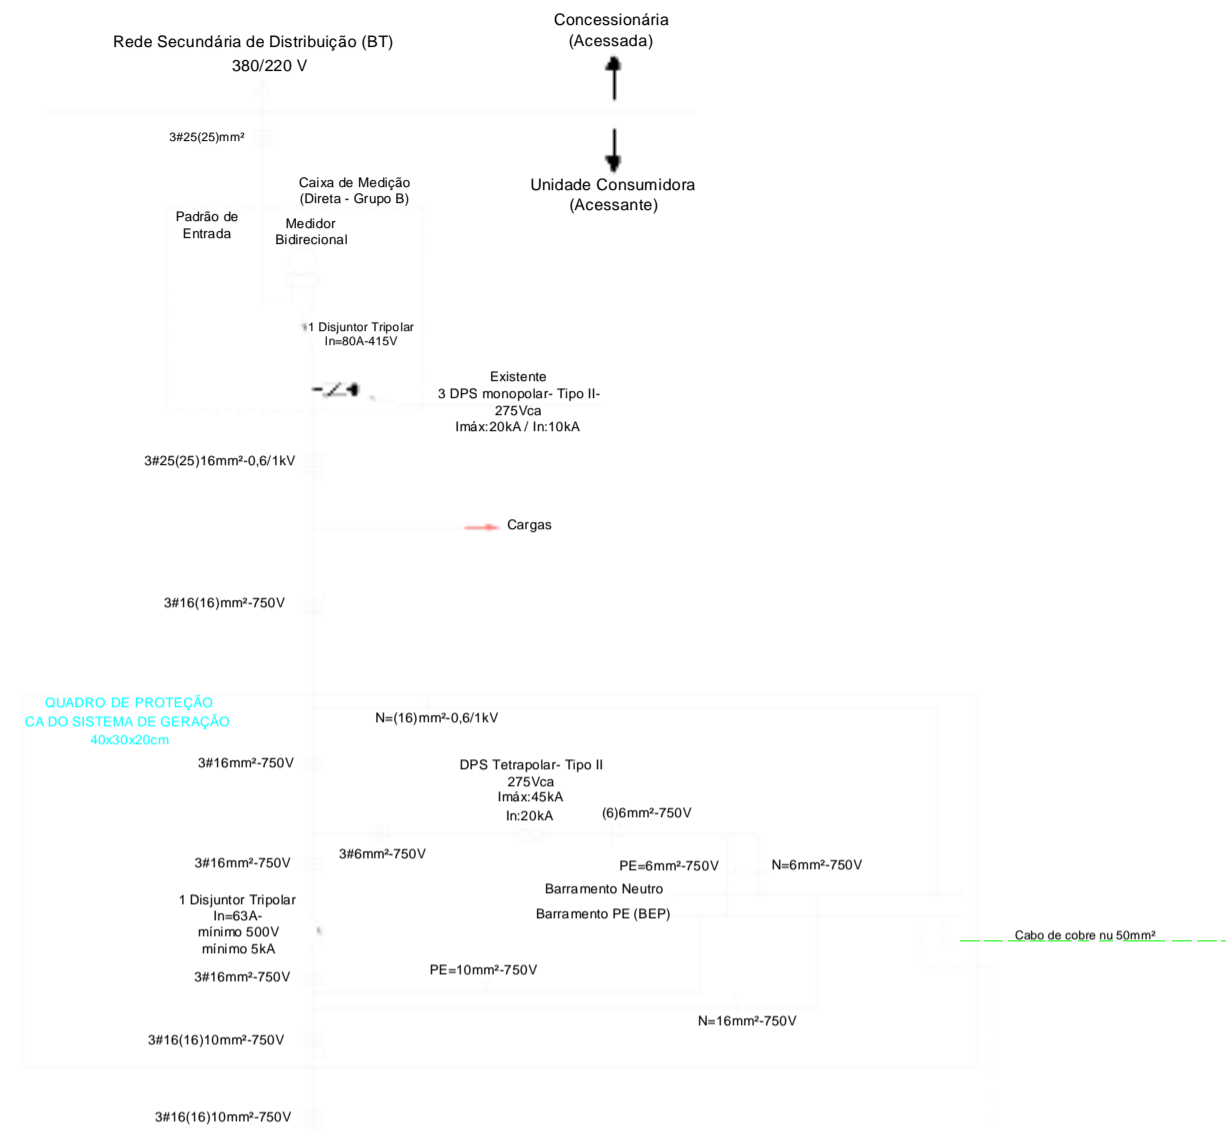 Concessionária
(Acessada)
Rede Secundária de Distribuição (BT)
380/220 V
3#25(25)mm²
Caixa de Medição
(Direta - Grupo B)
Unidade Consumidora
(Acessante)
Padrão de
Entrada
Medidor
Bidirecional
1 Disjuntor Tripolar
In=80A-415V
Existente
3 DPS monopolar- Tipo II-
275Vca
Imáx:20kA / In:10kA
3#25(25)16mm²-0,6/1kV
Cargas
3#16(16)mm²-750V
QUADRO DE PROTEÇÃO
CA DO SISTEMA DE GERAÇÃO
40x30x20cm
N=(16)mm²-0,6/1kV
3#16mm²-750V
DPS Tetrapolar- Tipo II
275Vca
Imáx:45kA
In:20kA
(6)6mm²-750V
3#6mm²-750V
3#16mm²-750V
PE=6mm²-750V
N=6mm²-750V
Barramento Neutro
1 Disjuntor Tripolar
In=63A-
mínimo 500V
mínimo 5kA
Barramento PE (BEP)
Cabo de cobre nu 50mm²
3#16mm²-750V
PE=10mm²-750V
N=16mm²-750V
3#16(16)10mm²-750V
3#16(16)10mm²-750V